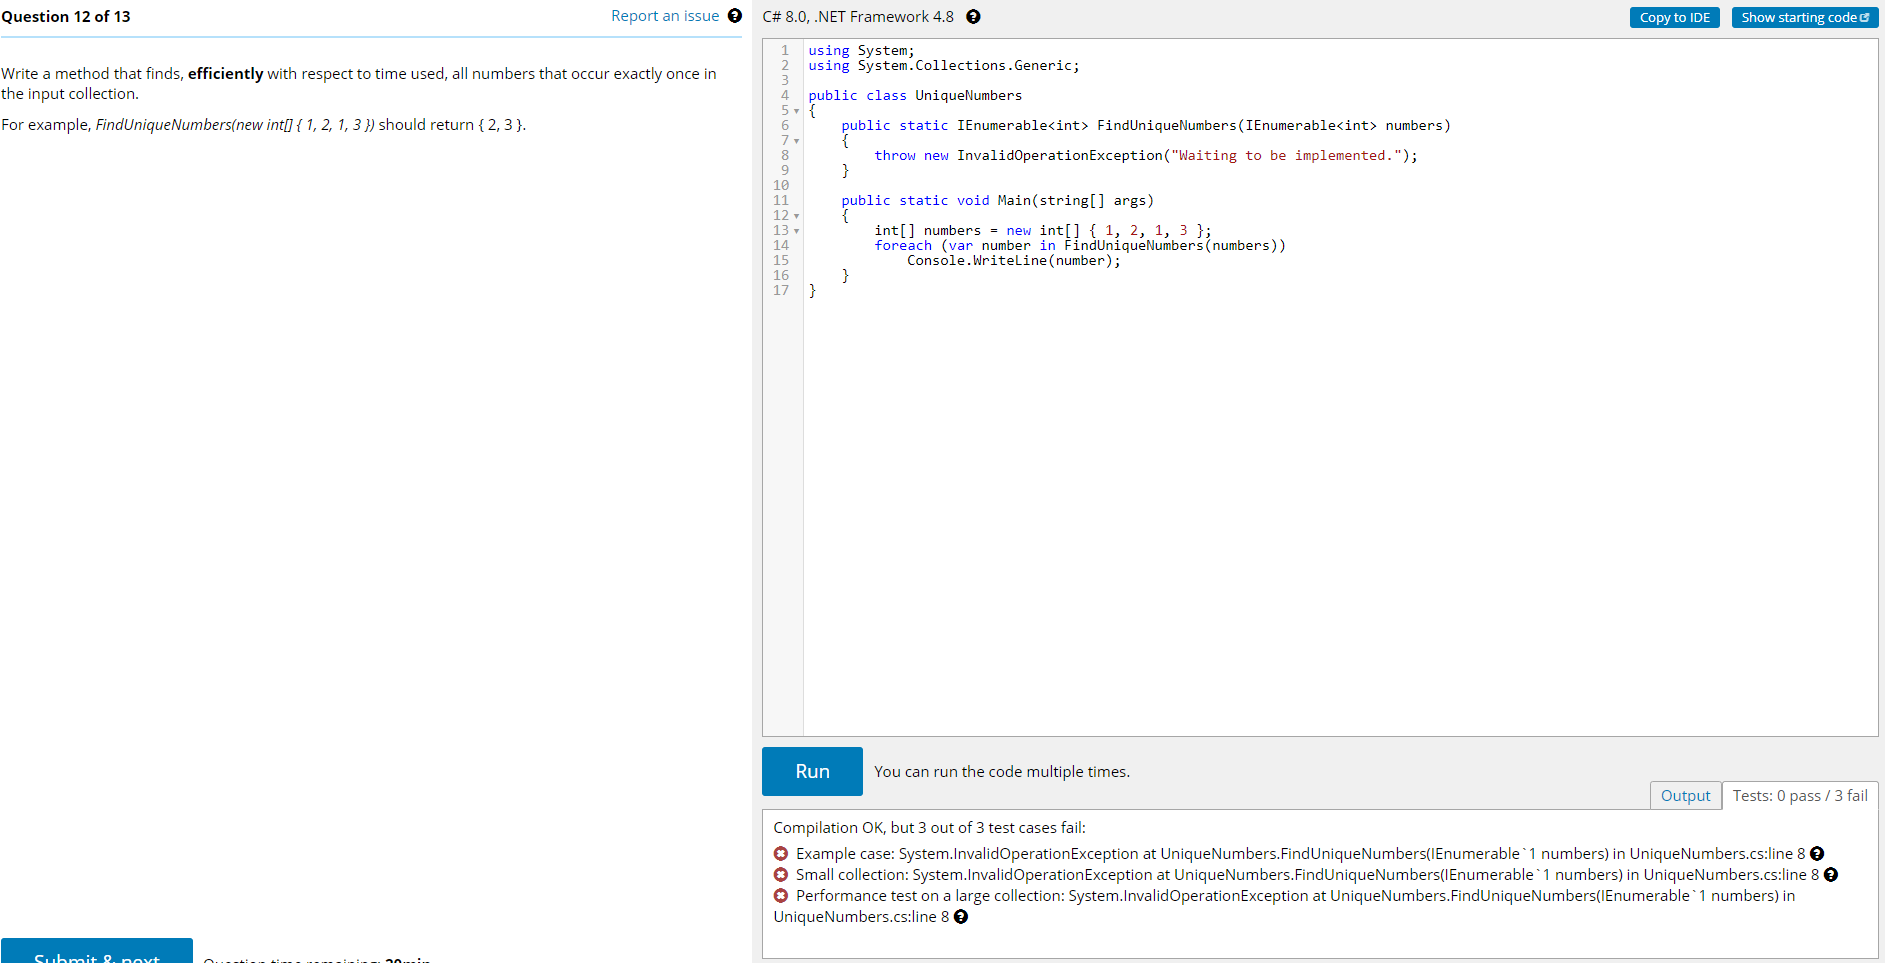 Question 12 of 13
Report an issue
Write a method that finds, efficiently with respect to time used, all numbers that occur exactly once in
the input collection.
For example, FindUniqueNumbers(new int[] { 1, 2, 1, 3 }) should return { 2, 3 }.
C# 8.0, .NET Framework 4.8
Copy to IDE
Show starting code
1 using System;
2 using System.Collections.Generic;
3
4 public class UniqueNumbers
5 {
6     public static IEnumerable<int> FindUniqueNumbers(IEnumerable<int> numbers)
7     {
8         throw new InvalidOperationException("Waiting to be implemented.");
9     }
10
11     public static void Main(string[] args)
12     {
13         int[] numbers = new int[] { 1, 2, 1, 3 };
14         foreach (var number in FindUniqueNumbers(numbers))
15             Console.WriteLine(number);
16     }
17 }
Run
You can run the code multiple times.
Output
Tests: 0 pass / 3 fail
Compilation OK, but 3 out of 3 test cases fail:
Example case: System.InvalidOperationException at UniqueNumbers.FindUniqueNumbers(IEnumerable`1 numbers) in UniqueNumbers.cs:line 8
Small collection: System.InvalidOperationException at UniqueNumbers.FindUniqueNumbers(IEnumerable`1 numbers) in UniqueNumbers.cs:line 8
Performance test on a large collection: System.InvalidOperationException at UniqueNumbers.FindUniqueNumbers(IEnumerable`1 numbers) in
UniqueNumbers.cs:line 8
Submit & next
Question time remaining: